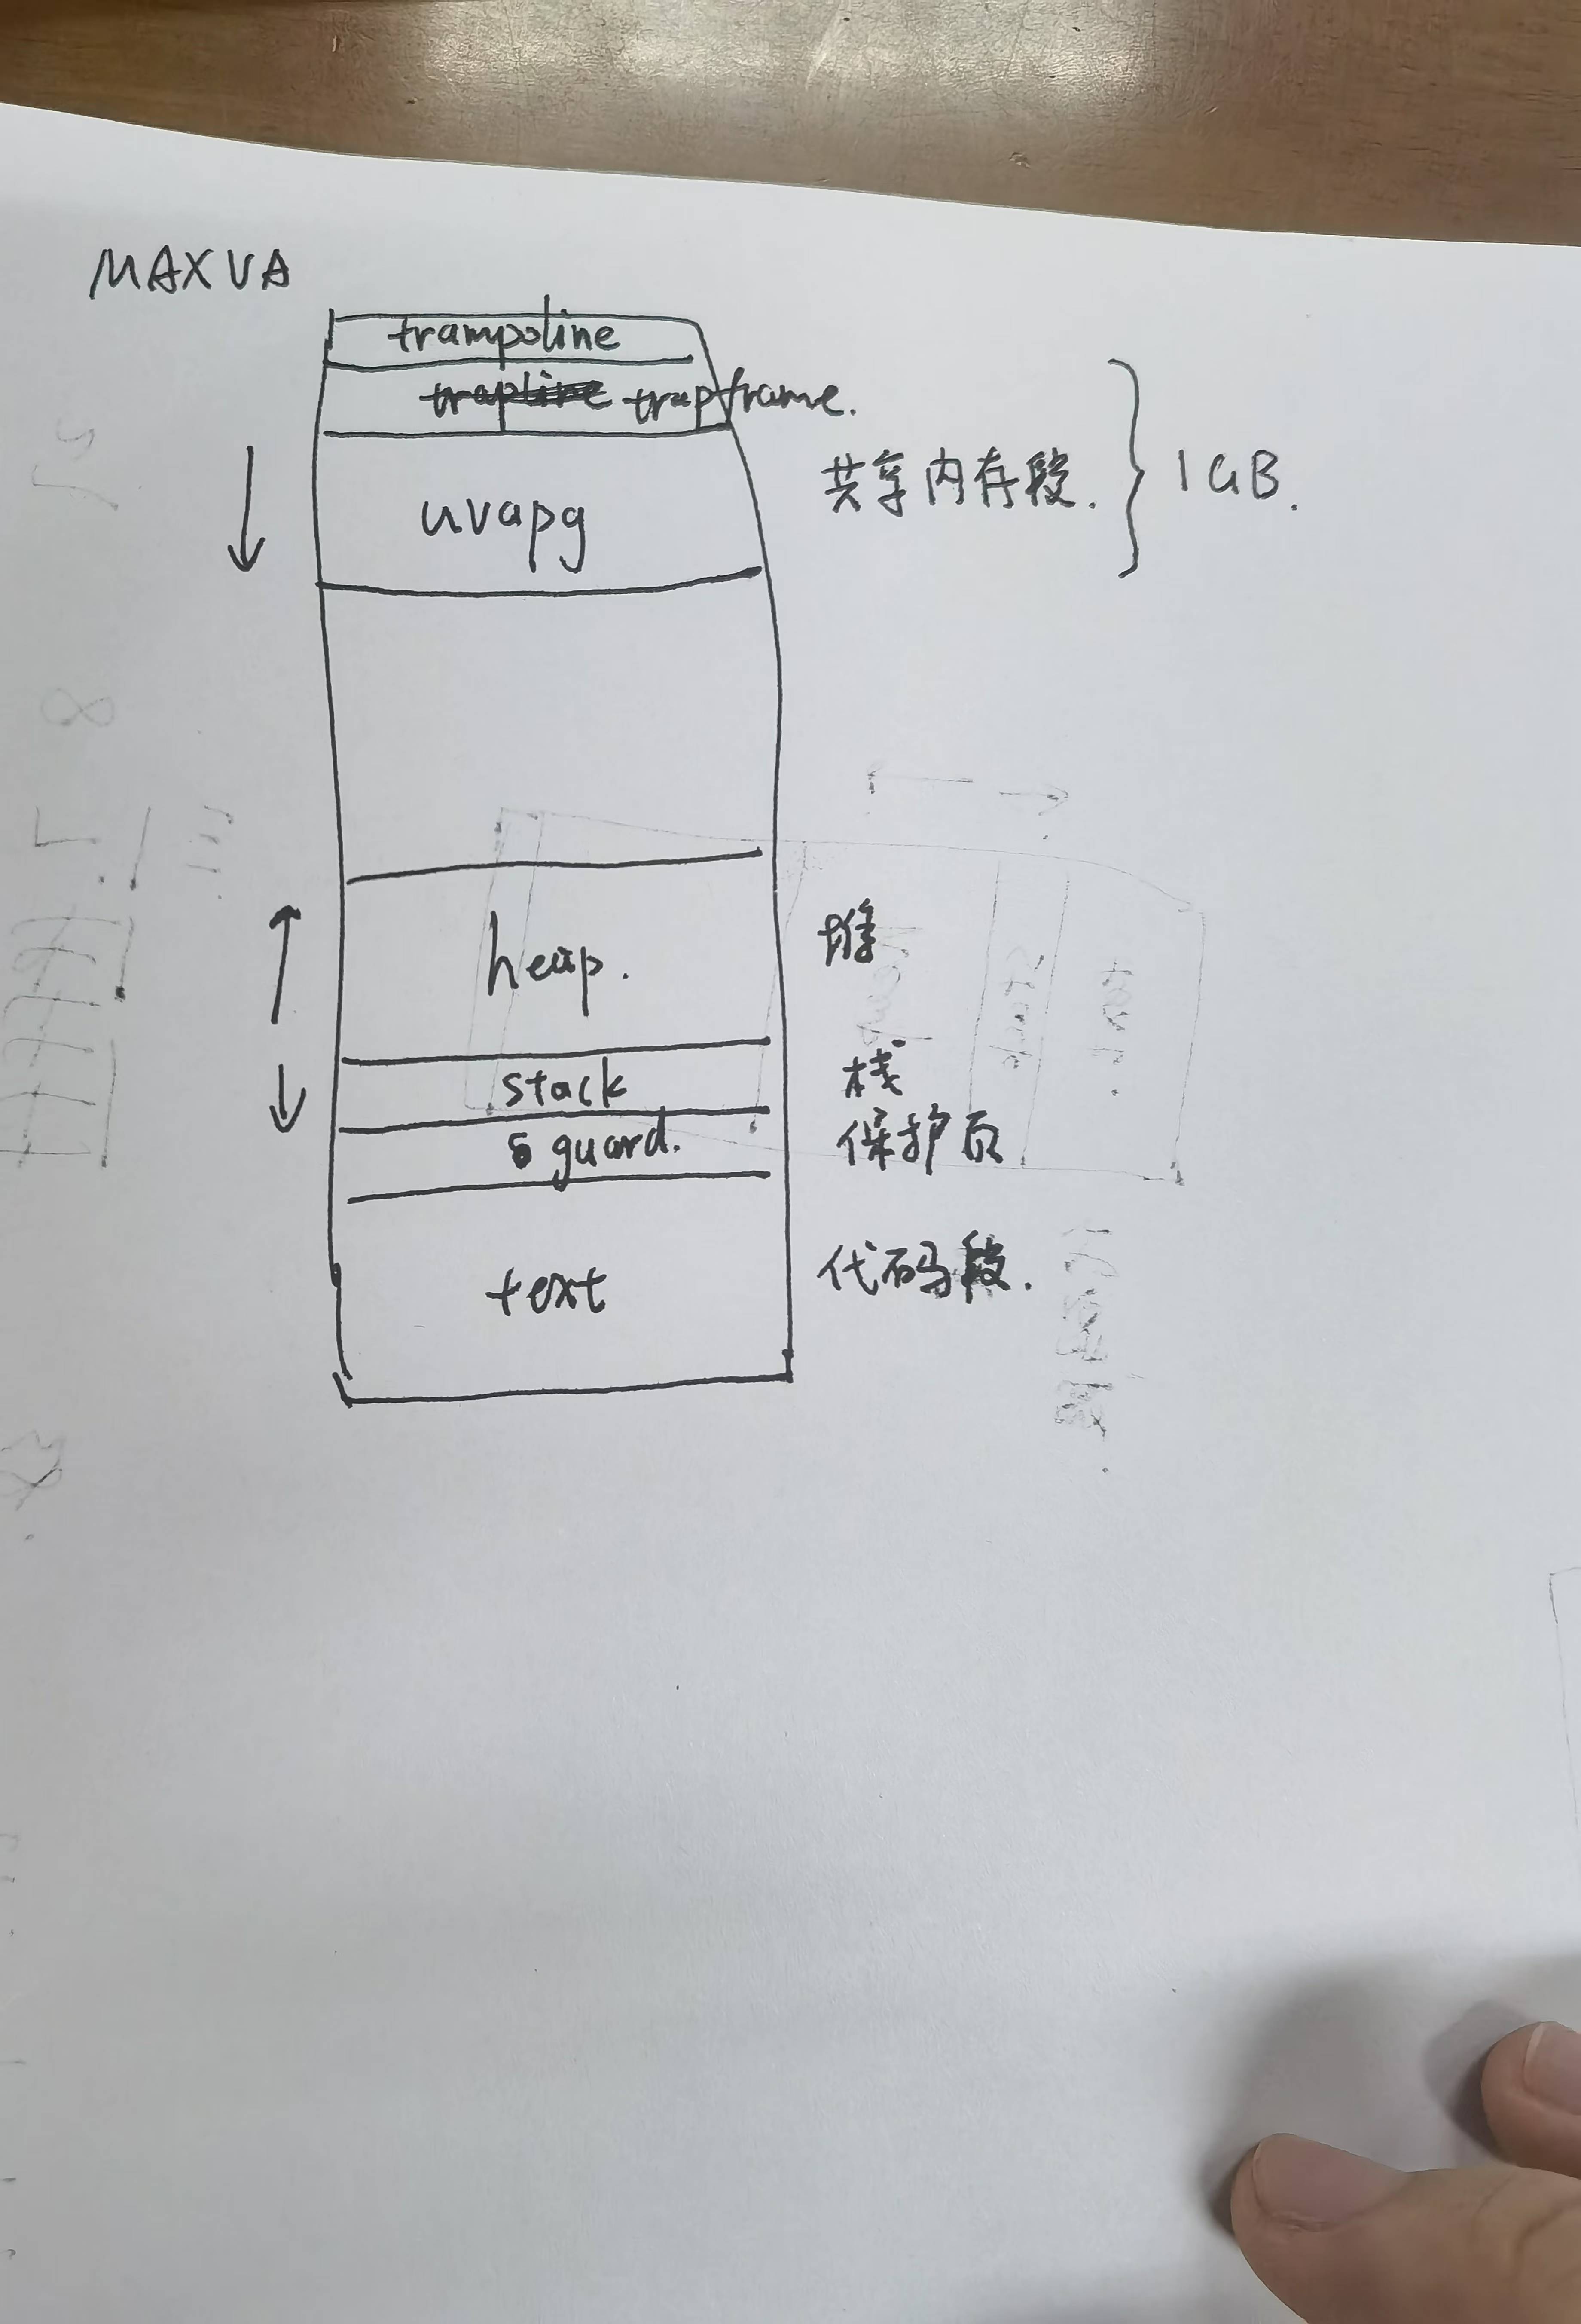 MAXVA
trampoline
trapline trapframe.
uvapg 共享内存段. 1GB.
heap. 堆
stack 栈
guard. 保护页
text 代码段.